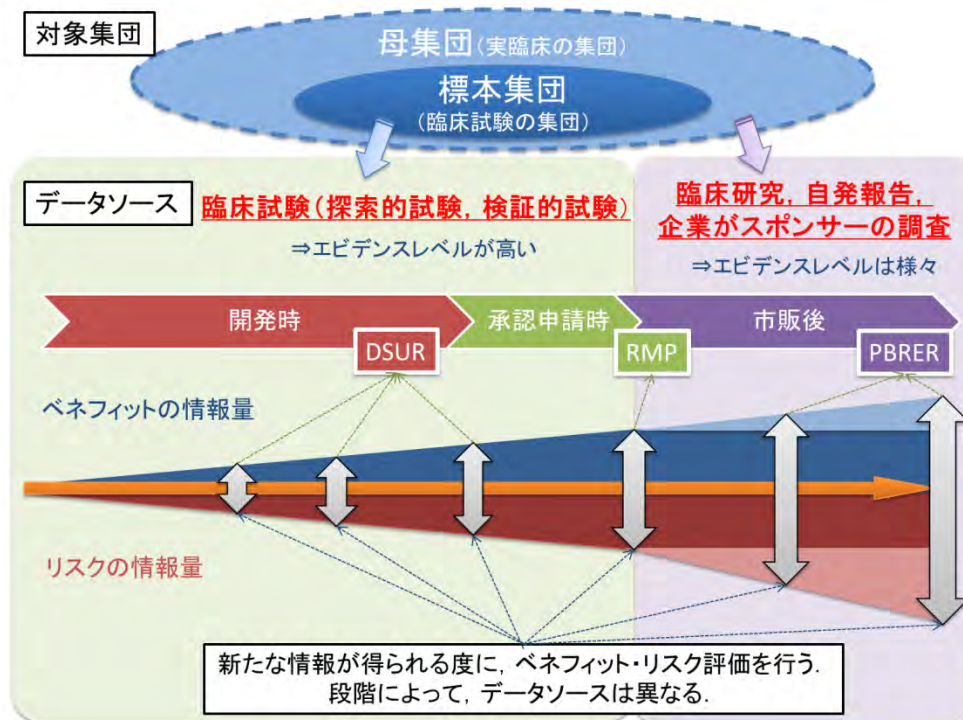 対象集団
母集団(実臨床の集団)
標本集団
(臨床試験の集団)
データソース
臨床試験(探索的試験, 検証的試験)
⇒エビデンスレベルが高い
臨床研究, 自発報告,
企業がスポンサーの調査
⇒エビデンスレベルは様々
開発時
承認申請時
市販後
DSUR
RMP
PBRER
ベネフィットの情報量
リスクの情報量
新たな情報が得られる度に, ベネフィット・リスク評価を行う.
段階によって, データソースは異なる.